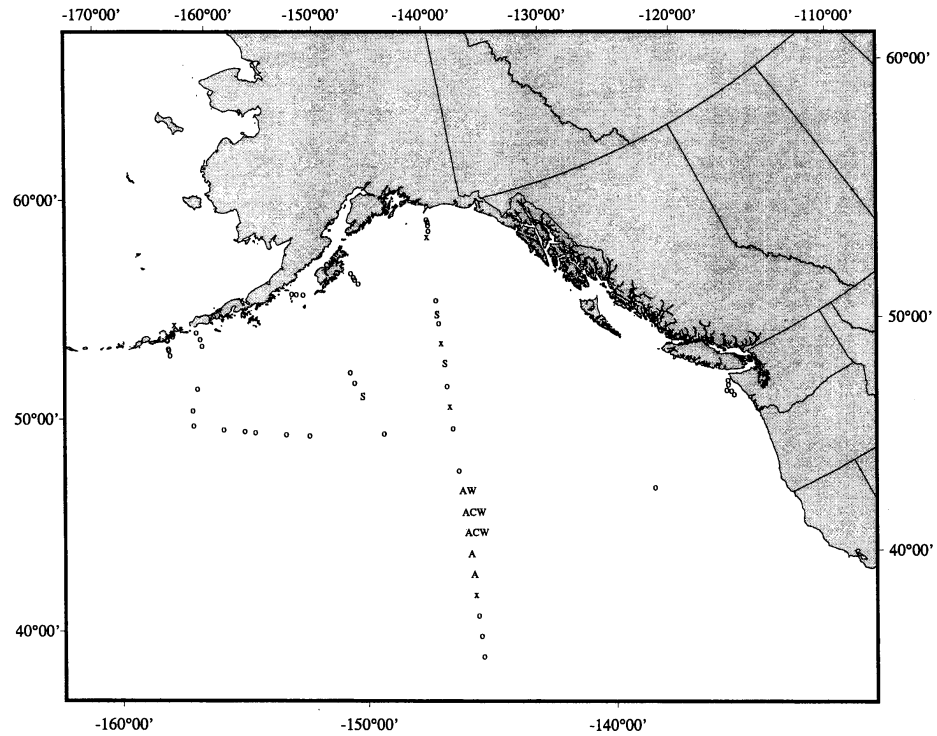 -170°00' -160°00' -150°00' -140°00' -130°00' -120°00' -110°00'
60°00'
60°00'
o
o
o
x
o o o
o
o
o
o
o
50°00'
S
o
o
o
o
o
o
x
o
o
S
o
o
o
o
o
o
o
o
S
o
x
50°00'
o
o
o o o o o o
o
o
o
AW
ACW
ACW
40°00'
A
A
x
o
40°00'
o
o
-160°00' -150°00' -140°00'